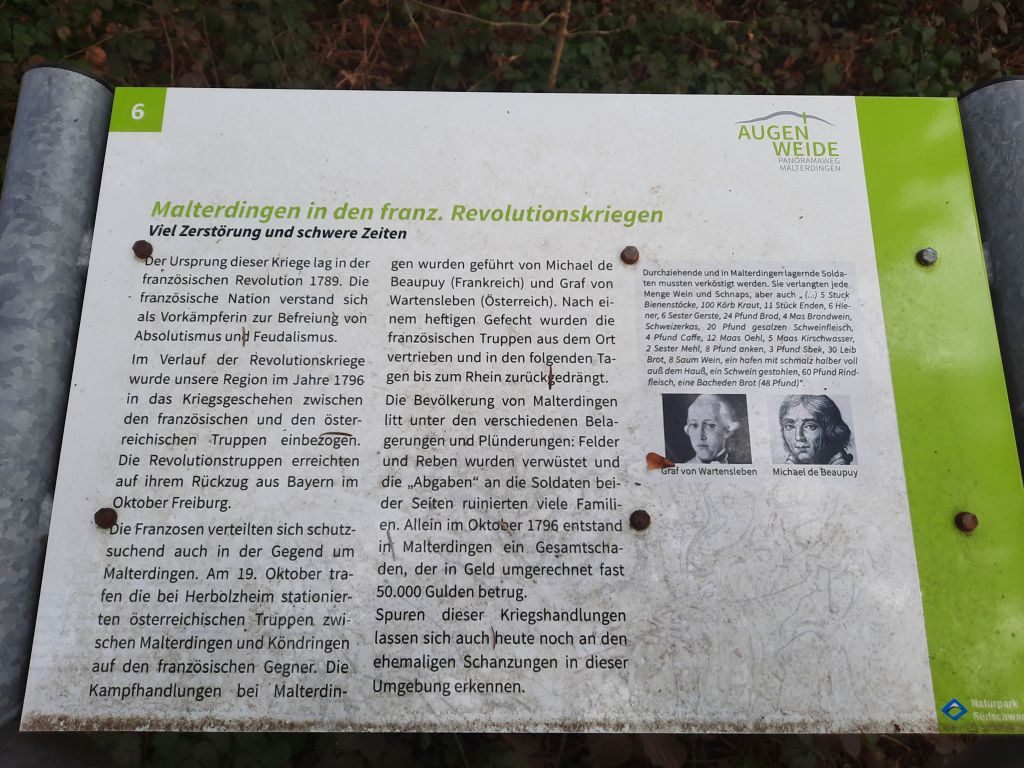 6
AUGEN
WEIDE
PANORAMAWEG
MALTERDINGEN
Malterdingen in den franz. Revolutionskriegen
Viel Zerstörung und schwere Zeiten
Der Ursprung dieser Kriege lag in der
französischen Revolution 1789. Die
französische Nation verstand sich
als Vorkämpferin zur Befreiung von
Absolutismus und Feudalismus.
Im Verlauf der Revolutionskriege
wurde unsere Region im Jahre 1796
in das Kriegsgeschehen zwischen
den französischen und den öster-
reichischen Truppen einbezogen.
Die Revolutionstruppen erreichten
auf ihrem Rückzug aus Bayern im
Oktober Freiburg.
Die Franzosen verteilten sich schutz-
suchend auch in der Gegend um
Malterdingen. Am 19. Oktober tra-
fen die bei Herbolzheim stationier-
ten österreichischen Truppen zwi-
schen Malterdingen und Köndringen
auf den französischen Gegner. Die
Kampfhandlungen bei Malterdin-
gen wurden geführt von Michael de
Beaupuy (Frankreich) und Graf von
Wartensleben (Österreich). Nach ei-
nem heftigen Gefecht wurden die
französischen Truppen aus dem Ort
vertrieben und in den folgenden Ta-
gen bis zum Rhein zurückgedrängt.
Die Bevölkerung von Malterdingen
litt unter den verschiedenen Bela-
gerungen und Plünderungen: Felder
und Reben wurden verwüstet und
die „Abgaben“ an die Soldaten bei-
der Seiten ruinierten viele Famili-
en. Allein im Oktober 1796 entstand
in Malterdingen ein Gesamtscha-
den, der in Geld umgerechnet fast
50.000 Gulden betrug.
Spuren dieser Kriegshandlungen
lassen sich auch heute noch an den
ehemaligen Schanzungen in dieser
Umgebung erkennen.
Durchziehende und in Malterdingen lagernde Solda-
ten mussten verköstigt werden. Sie verlangten jede
Menge Wein und Schnaps, aber auch „ (...) 5 Stuck
Bienenstöcke, 100 Körb Kraut, 11 Stück Enden, 6 Hie-
ner, 6 Sester Gerste, 24 Pfund Brod, 4 Mas Brandwein,
Schweizerkas, 20 Pfund gesalzen Schweinfleisch,
4 Pfund Caffe, 12 Maas Oehl, 5 Maas Kirschwasser,
2 Sester Mehl, 8 Pfund anken, 3 Pfund Sbek, 30 Leib
Brot, 8 Saum Wein, ein hafen mit schmalz halber voll
auß dem Hauß, ein Schwein gestohlen, 60 Pfund Rind-
fleisch, eine Bacheden Brot (48 Pfund)“.
Graf von Wartensleben
Michael de Beaupuy
Naturpark